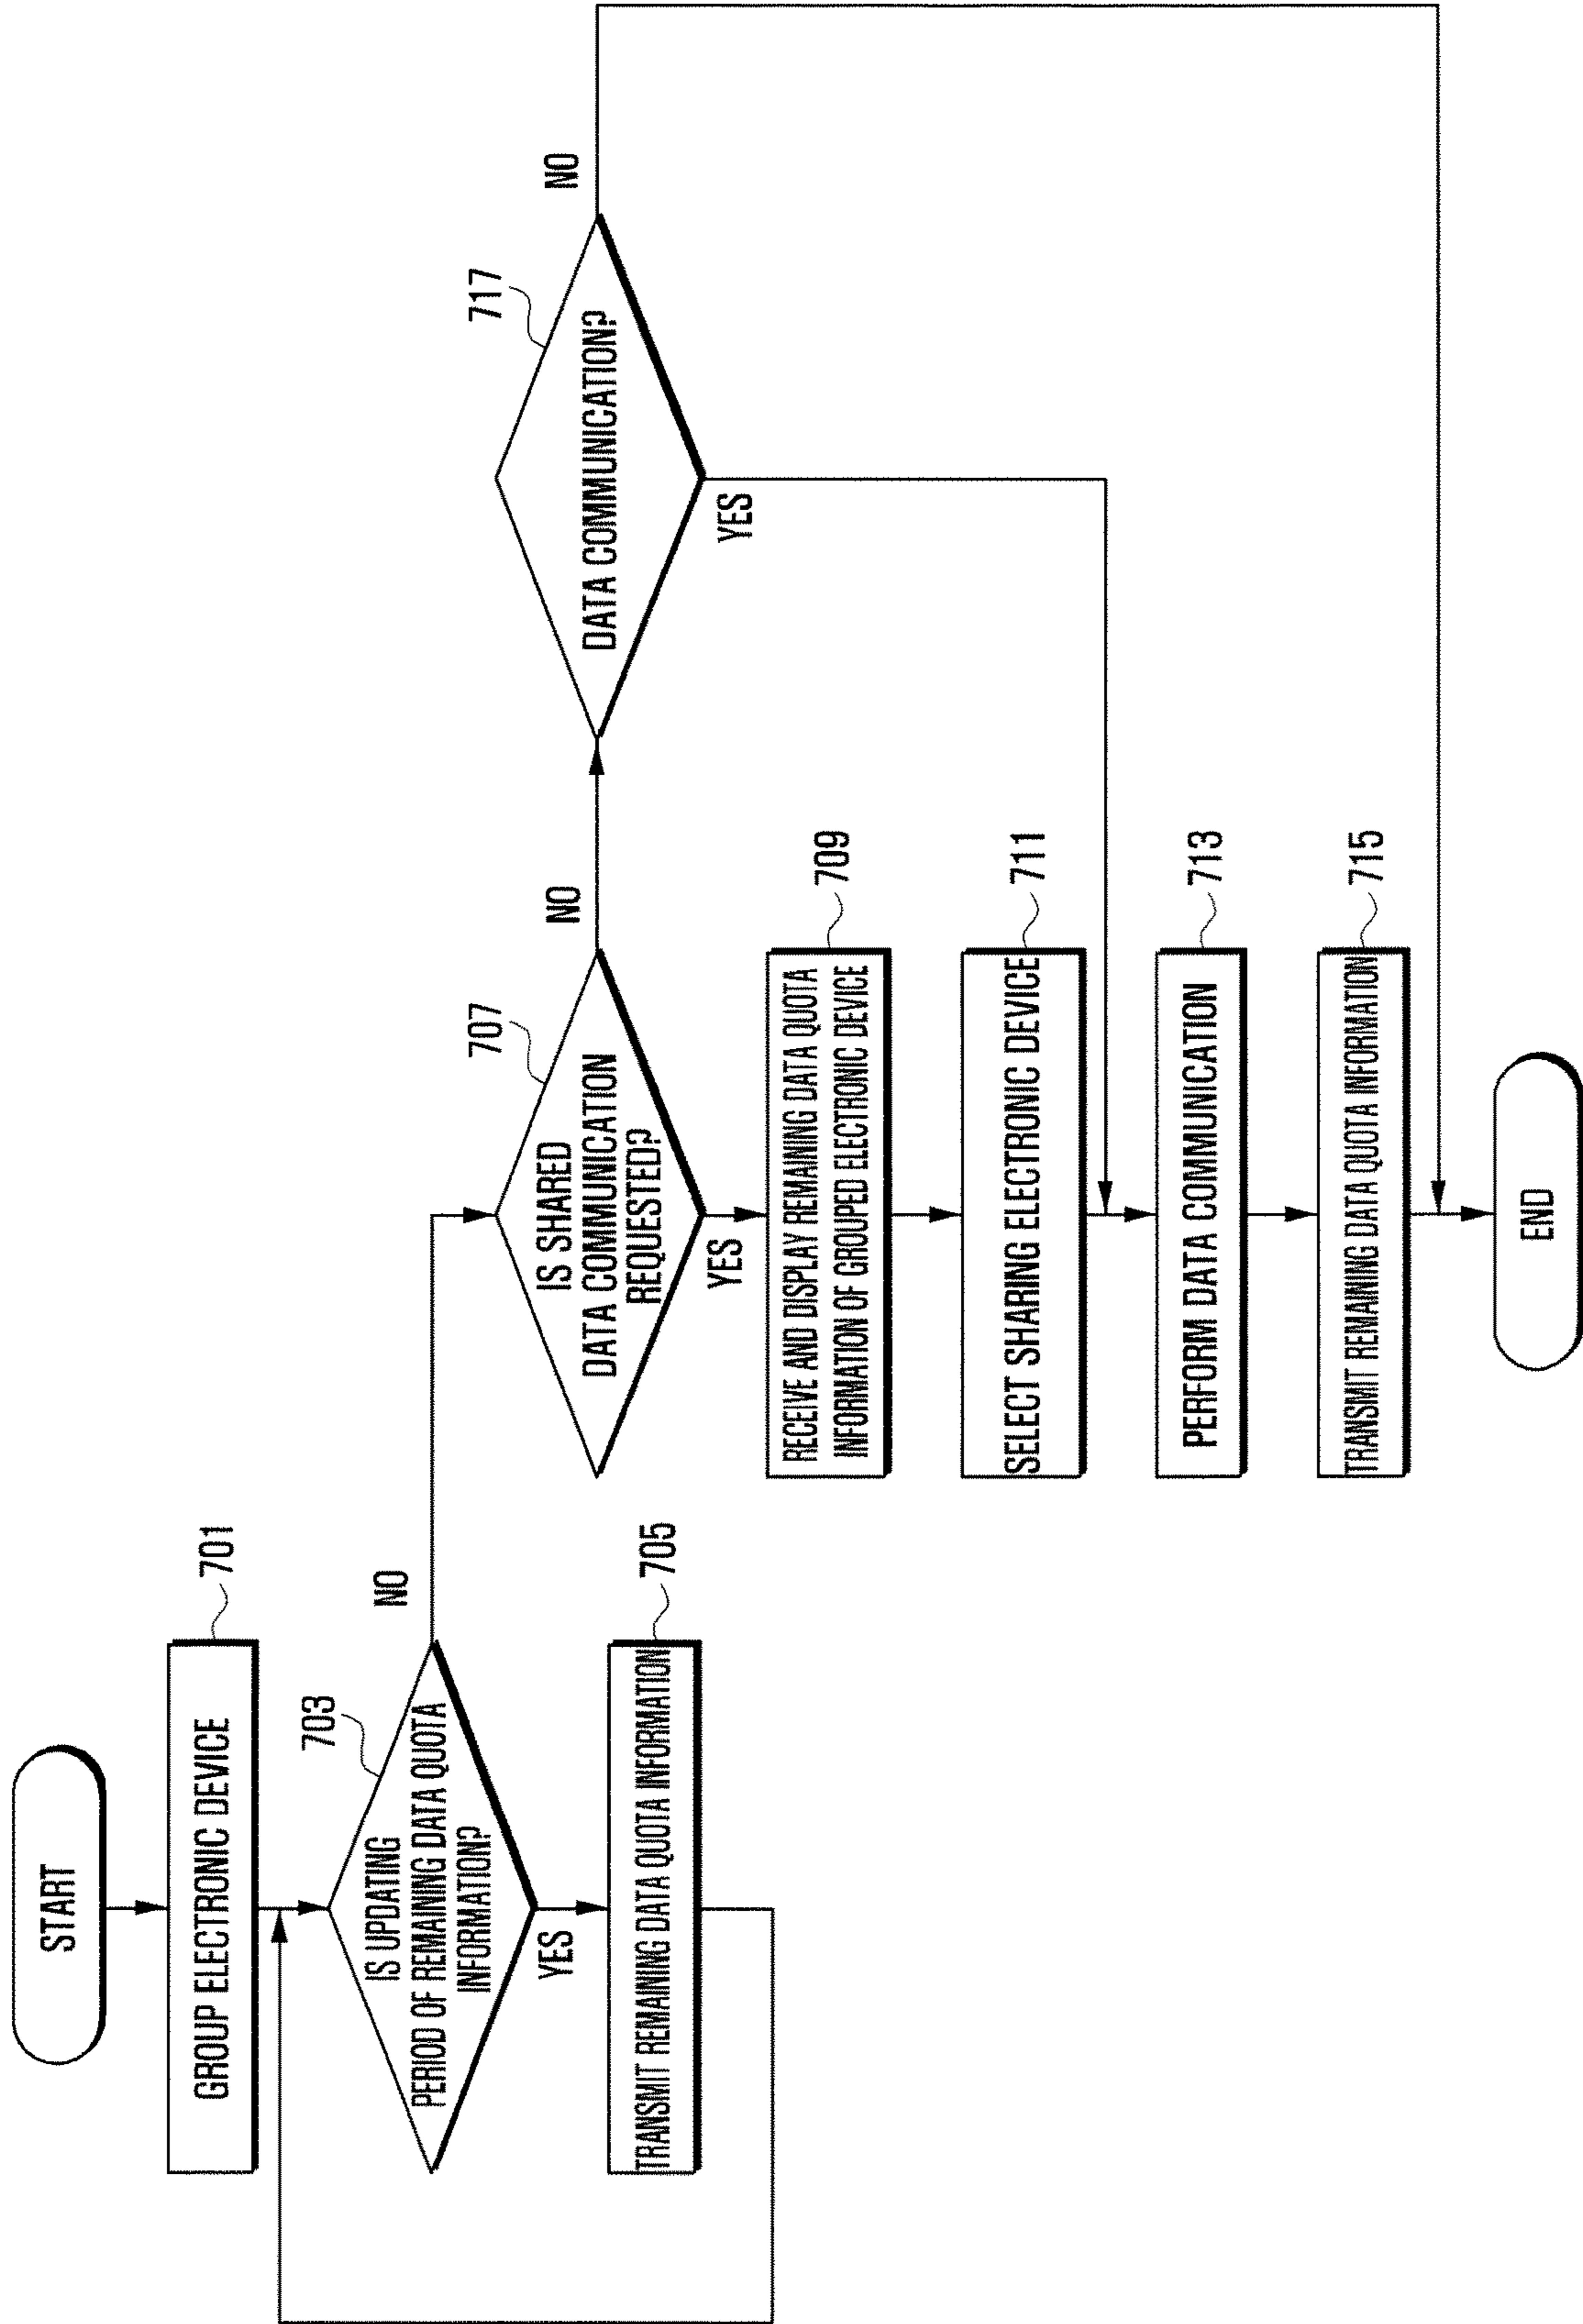 START
GROUP ELECTRONIC DEVICE
701
703
IS UPDATING
PERIOD OF REMAINING DATA QUOTA
INFORMATION?
NO
YES
TRANSMIT REMAINING DATA QUOTA INFORMATION
705
707
IS SHARED
DATA COMMUNICATION
REQUESTED?
NO
YES
RECEIVE AND DISPLAY REMAINING DATA QUOTA
INFORMATION OF GROUPED ELECTRONIC DEVICE
709
SELECT SHARING ELECTRONIC DEVICE
711
PERFORM DATA COMMUNICATION
713
TRANSMIT REMAINING DATA QUOTA INFORMATION
715
717
DATA COMMUNICATION?
NO
YES
END